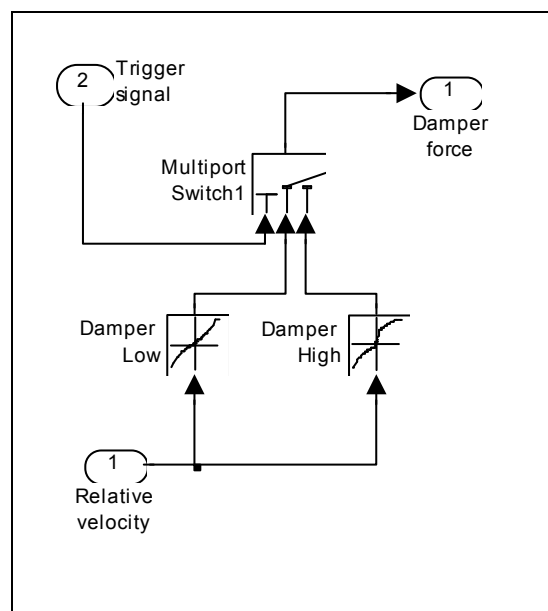 2
Trigger
signal
1
Damper
force
Multiport
Switch1
Damper
Low
Damper
High
1
Relative
velocity